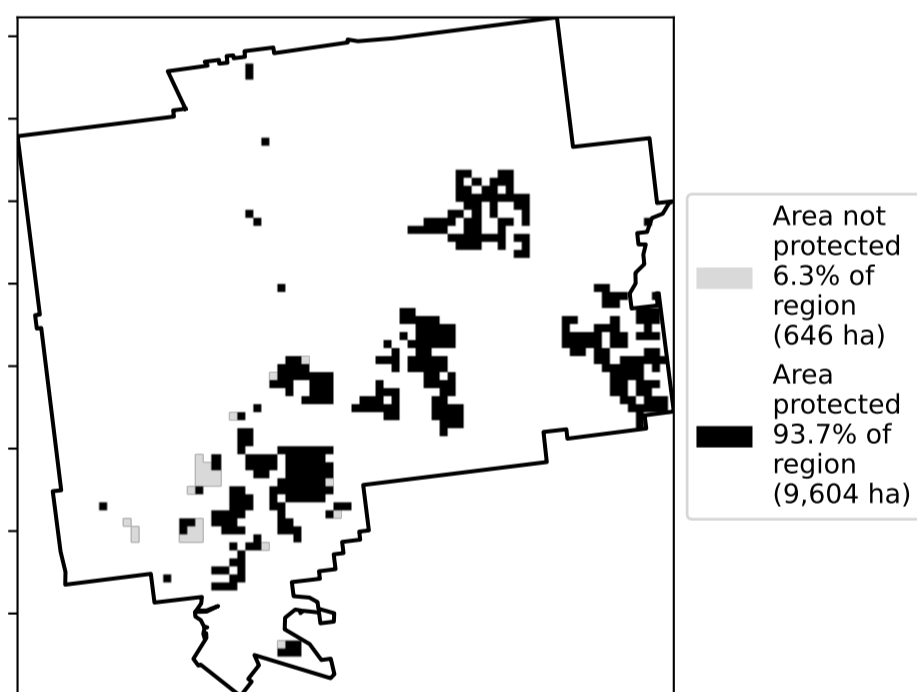 Area not
protected
6.3% of
region
(646 ha)
Area
protected
93.7% of
region
(9,604 ha)